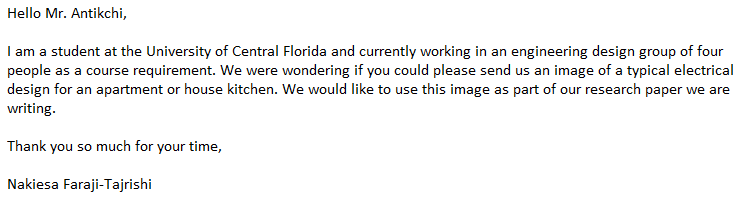 Hello Mr. Antikchi,
I am a student at the University of Central Florida and currently working in an engineering design group of four
people as a course requirement. We were wondering if you could please send us an image of a typical electrical
design for an apartment or house kitchen. We would like to use this image as part of our research paper we are
writing.
Thank you so much for your time,
Nakiesa Faraji-Tajrishi